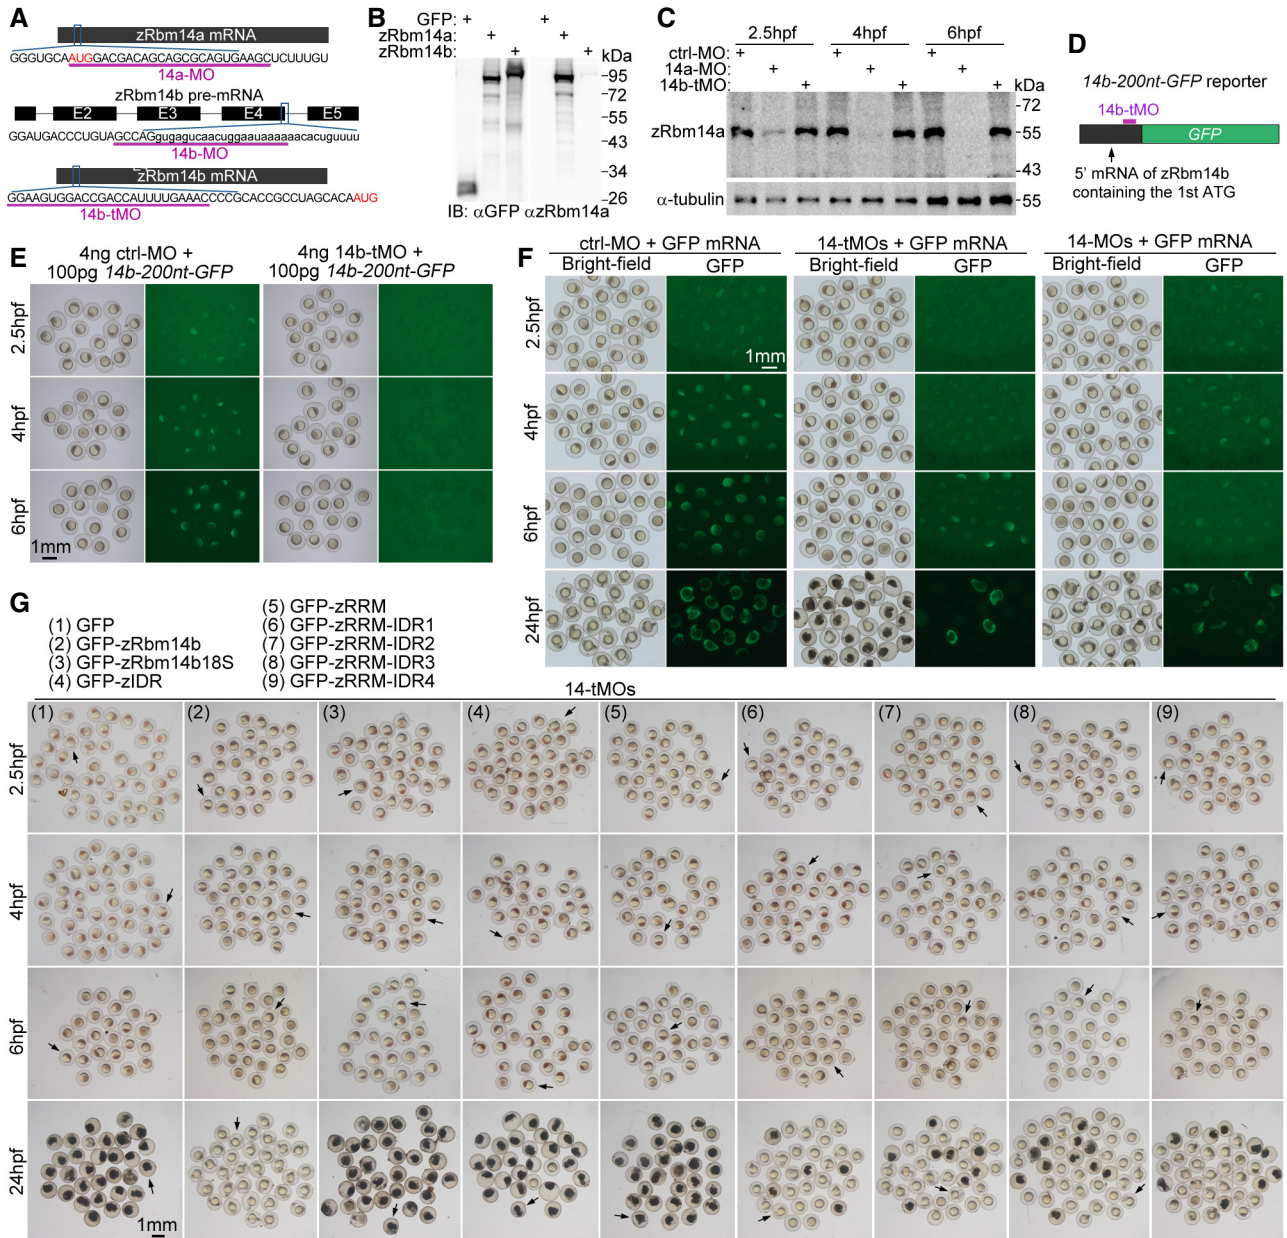 A
zRbm14a mRNA
GGGUGCAAUGGACGACAGCAGCGCAGUGAAGCUCUUUGU
14a-MO
zRbm14b pre-mRNA
E2 E3 E4 E5
GGAUGACCCUGUAGCCAGgugagucaacuggaauaaaaaacacuguuuu
14b-MO
zRbm14b mRNA
GGAAGUGGACCGACCAUUUUGAAACCCCGCACCGCCUAGCACAAUG
14b-tMO
B
GFP: + +
zRbm14a: + +
zRbm14b: + +
kDa
95
72
55
43
34
26
IB: αGFP αzRbm14a
C
2.5hpf 4hpf 6hpf
ctrl-MO: + + +
14a-MO: + + +
14b-tMO: + + +
kDa
72
zRbm14a 55
43
α-tubulin 55
D
14b-200nt-GFP reporter
14b-tMO
GFP
5' mRNA of zRbm14b
containing the 1st ATG
E
4ng ctrl-MO +
100pg 14b-200nt-GFP
4ng 14b-tMO +
100pg 14b-200nt-GFP
2.5hpf
4hpf
6hpf
1mm
F
ctrl-MO + GFP mRNA 14-tMOs + GFP mRNA 14-MOs + GFP mRNA
Bright-field GFP Bright-field GFP Bright-field GFP
2.5hpf
1mm
4hpf
6hpf
24hpf
G
(1) GFP
(2) GFP-zRbm14b
(3) GFP-zRbm14b18S
(4) GFP-zIDR
(5) GFP-zRRM
(6) GFP-zRRM-IDR1
(7) GFP-zRRM-IDR2
(8) GFP-zRRM-IDR3
(9) GFP-zRRM-IDR4
14-tMOs
(1) (2) (3) (4) (5) (6) (7) (8) (9)
2.5hpf
4hpf
6hpf
24hpf
1mm